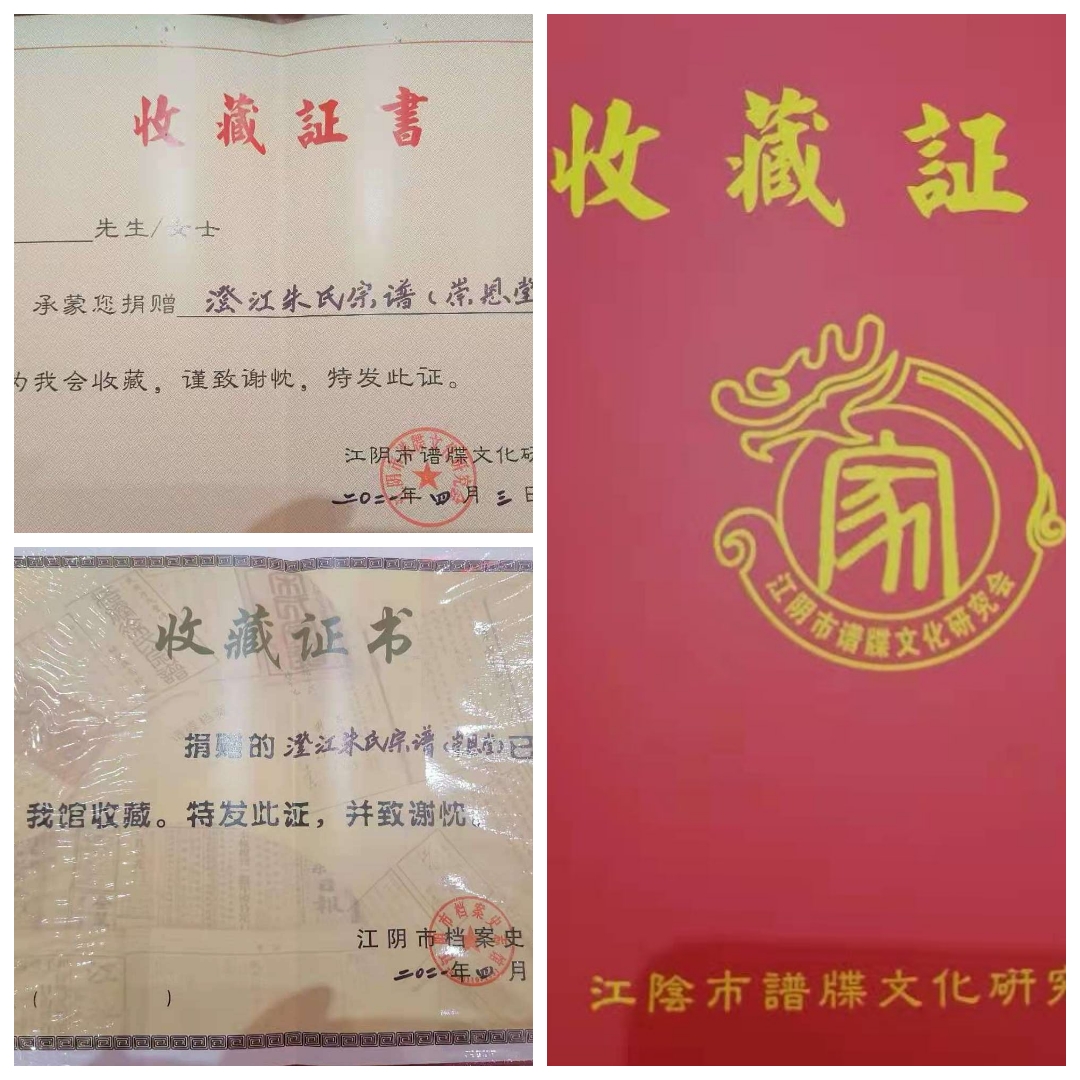 收藏証書
先生/女士
承蒙您捐赠 澄江朱氏宗谱(崇恩堂
为我会收藏，谨致谢忱，特发此证。
江阴市谱牒文化研
二〇二一年四月三日
收藏证书
捐赠的 澄江朱氏宗谱(崇恩堂)已
我馆收藏。特发此证，并致谢忱。
江阴市档案史
二〇二一年四月
(          )
收藏証
家
江阴市谱牒文化研究会
江陰市譜牒文化研究